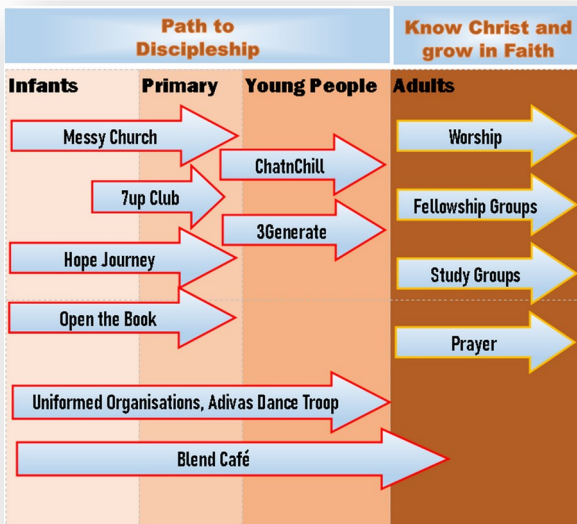 Path to
Discipleship
Know Christ and
grow in Faith
Infants
Primary
Young People
Adults
Messy Church
ChatnChill
Worship
7up Club
Fellowship Groups
3Generate
Hope Journey
Study Groups
Open the Book
Prayer
Uniformed Organisations, Adivas Dance Troop
Blend Café